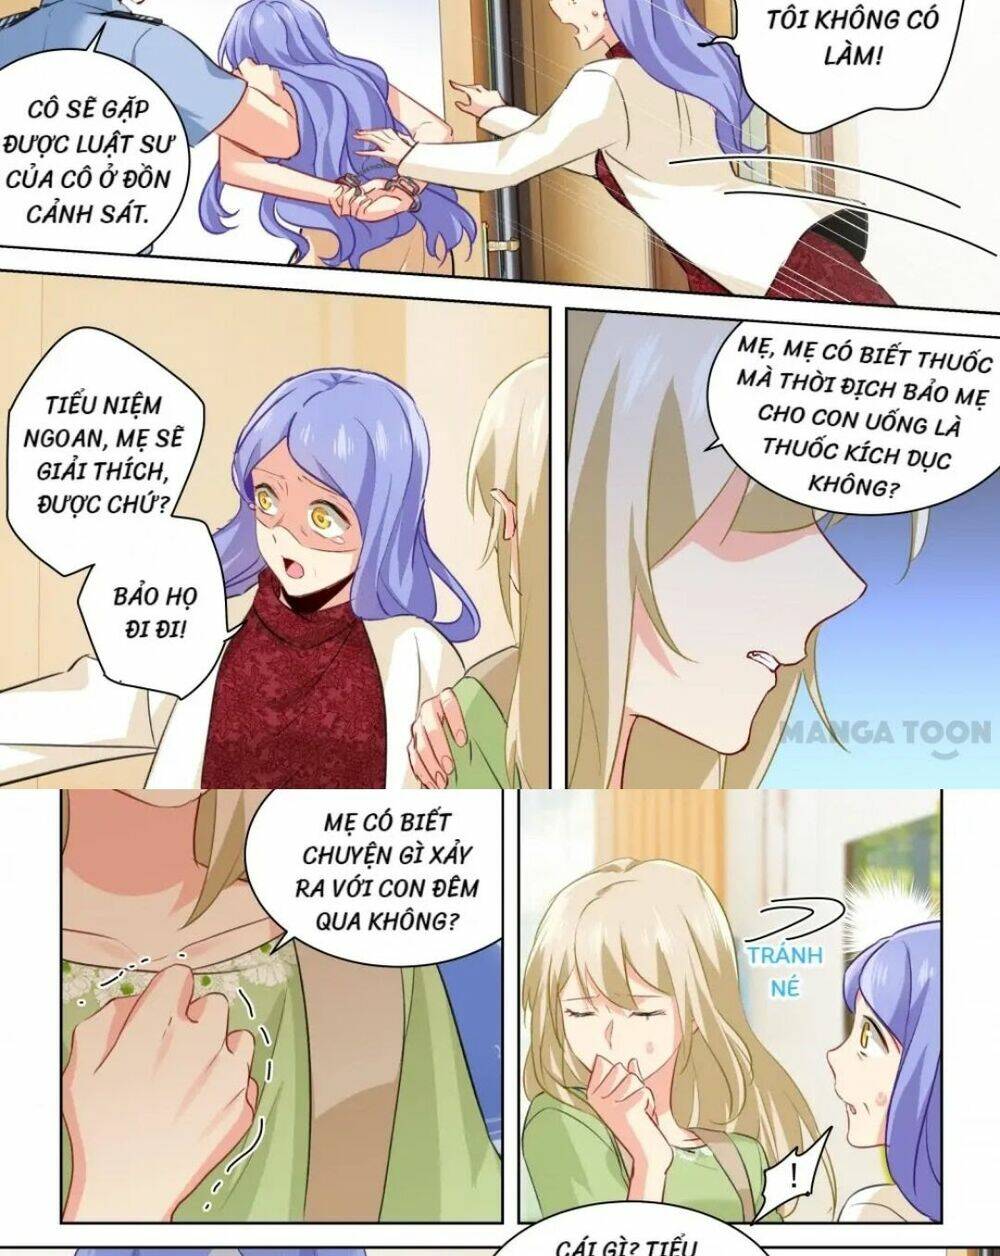 TÔI KHÔNG CÓ
LÀM!
CÔ SẼ GẶP
ĐƯỢC LUẬT SƯ
CỦA CÔ Ở ĐỒN
CẢNH SÁT.
TIỂU NIỆM
NGOAN, MẸ SẼ
GIẢI THÍCH,
ĐƯỢC CHỨ?
BẢO HỌ
ĐI ĐI!
MẸ, MẸ CÓ BIẾT THUỐC
MÀ THỜI ĐỊCH BẢO MẸ
CHO CON UỐNG LÀ
THUỐC KÍCH DỤC
KHÔNG?
MANGA TOON
MẸ CÓ BIẾT
CHUYỆN GÌ XẢY
RA VỚI CON ĐÊM
QUA KHÔNG?
TRÁNH
NÉ
!
CÁI GÌ? TIỂU